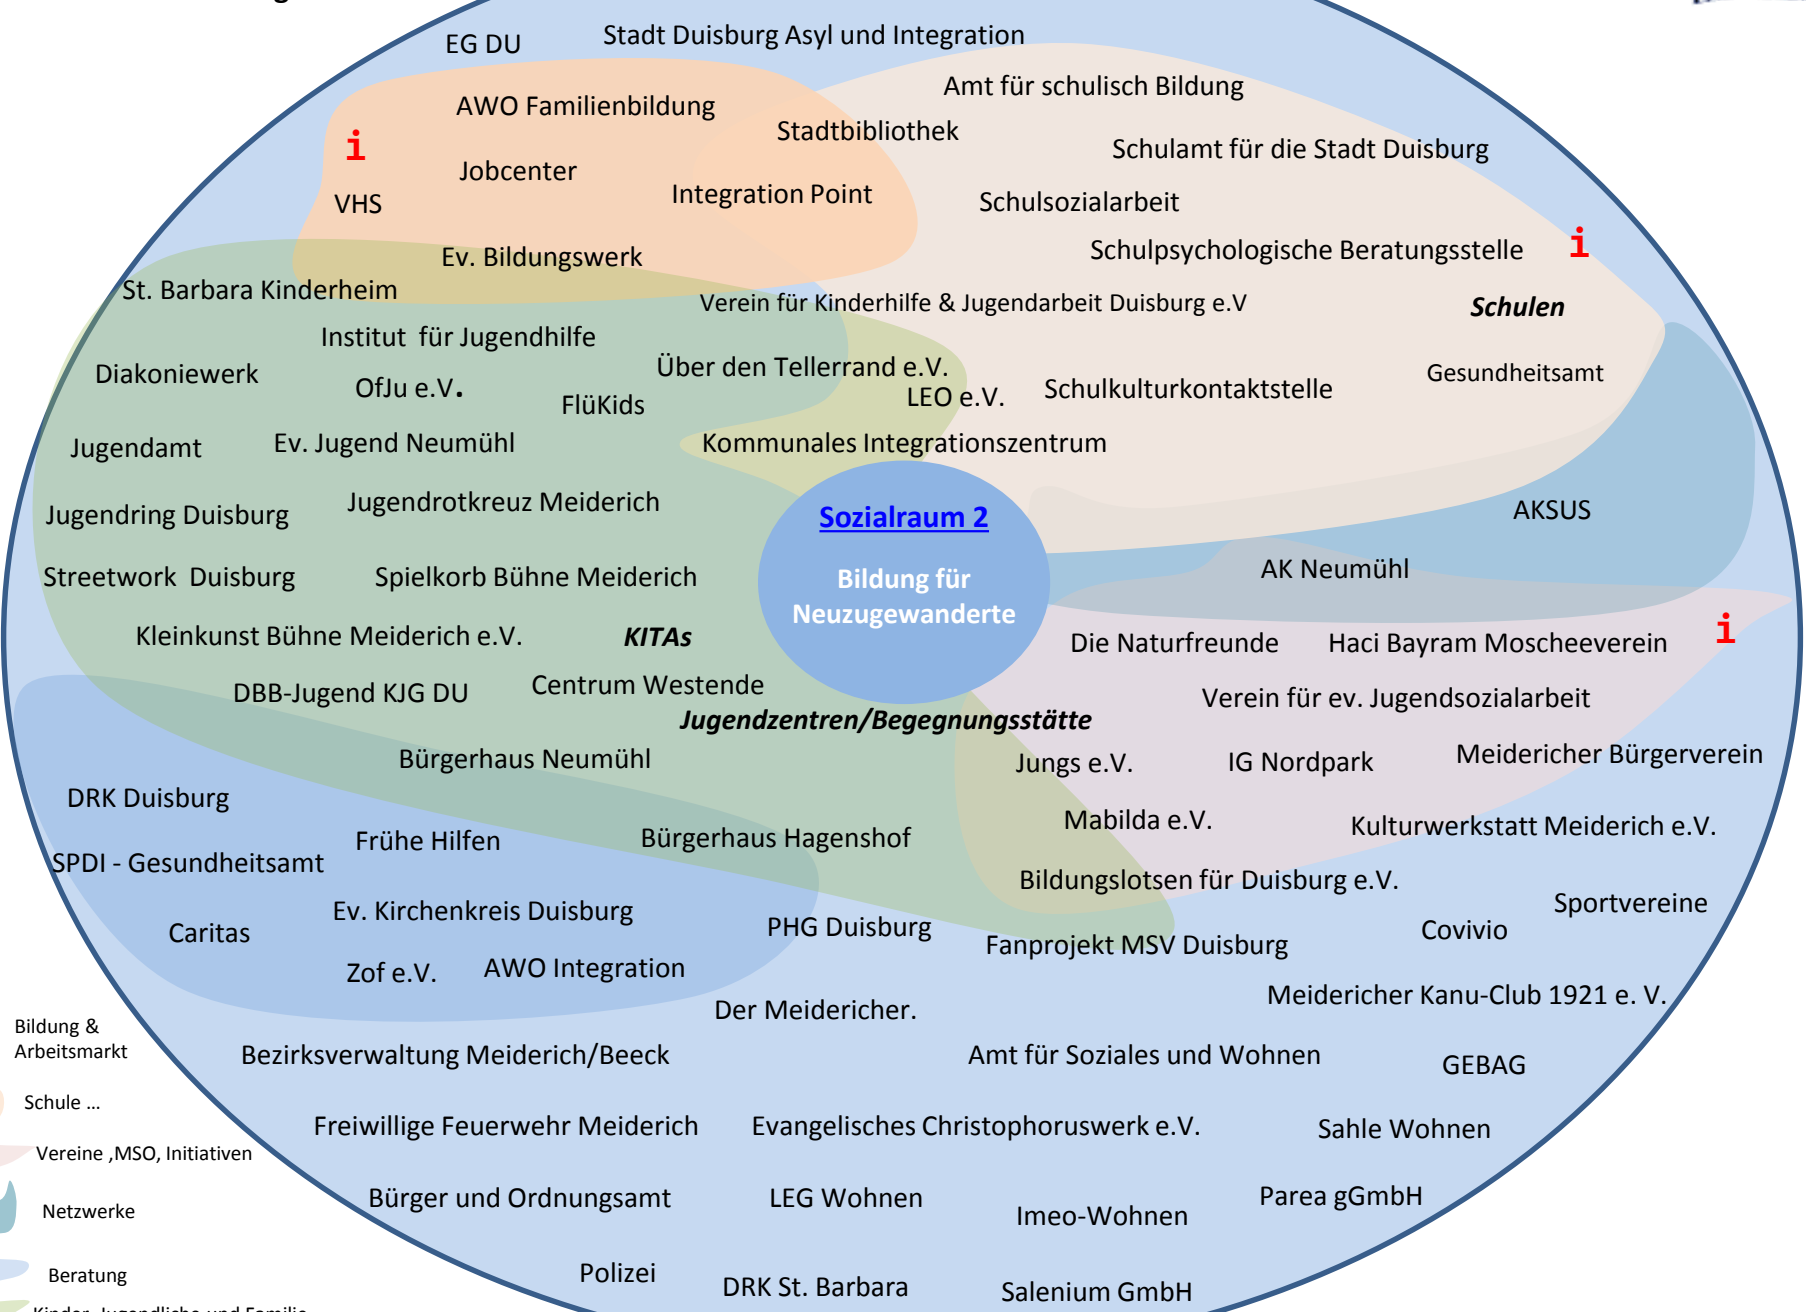 EG DU
Stadt Duisburg Asyl und Integration
AWO Familienbildung
Amt für schulisch Bildung
Stadtbibliothek
i
Schulamt für die Stadt Duisburg
Jobcenter
Integration Point
VHS
Schulsozialarbeit
Ev. Bildungswerk
Schulpsychologische Beratungsstelle
i
St. Barbara Kinderheim
Verein für Kinderhilfe & Jugendarbeit Duisburg e.V
Schulen
Institut für Jugendhilfe
Diakoniewerk
OfJu e.V.
FlüKids
Über den Tellerrand e.V.
LEO e.V.
Schulkulturkontaktstelle
Gesundheitsamt
Jugendamt
Ev. Jugend Neumühl
Kommunales Integrationszentrum
Jugendring Duisburg
Jugendrotkreuz Meiderich
Sozialraum 2
AKSUS
Streetwork Duisburg
Spielkorb Bühne Meiderich
Bildung für
Neuzugewanderte
AK Neumühl
Kleinkunst Bühne Meiderich e.V.
KITAs
Die Naturfreunde
Haci Bayram Moscheeverein
i
DBB-Jugend KJG DU
Centrum Westende
Verein für ev. Jugendsozialarbeit
Jugendzentren/Begegnungsstätte
Bürgerhaus Neumühl
Jungs e.V.
IG Nordpark
Meidericher Bürgerverein
DRK Duisburg
Frühe Hilfen
Bürgerhaus Hagenshof
Mabilda e.V.
Kulturwerkstatt Meiderich e.V.
SPDI - Gesundheitsamt
Bildungslotsen für Duisburg e.V.
Caritas
Ev. Kirchenkreis Duisburg
PHG Duisburg
Fanprojekt MSV Duisburg
Covivio
Sportvereine
Zof e.V.
AWO Integration
Der Meidericher.
Meidericher Kanu-Club 1921 e. V.
Bildung &
Arbeitsmarkt
Bezirksverwaltung Meiderich/Beeck
Amt für Soziales und Wohnen
GEBAG
Schule ...
Freiwillige Feuerwehr Meiderich
Evangelisches Christophoruswerk e.V.
Sahle Wohnen
Vereine ,MSO, Initiativen
Bürger und Ordnungsamt
LEG Wohnen
Imeo-Wohnen
Parea gGmbH
Netzwerke
Beratung
Polizei
DRK St. Barbara
Salenium GmbH
Kinder, Jugendliche und Familie